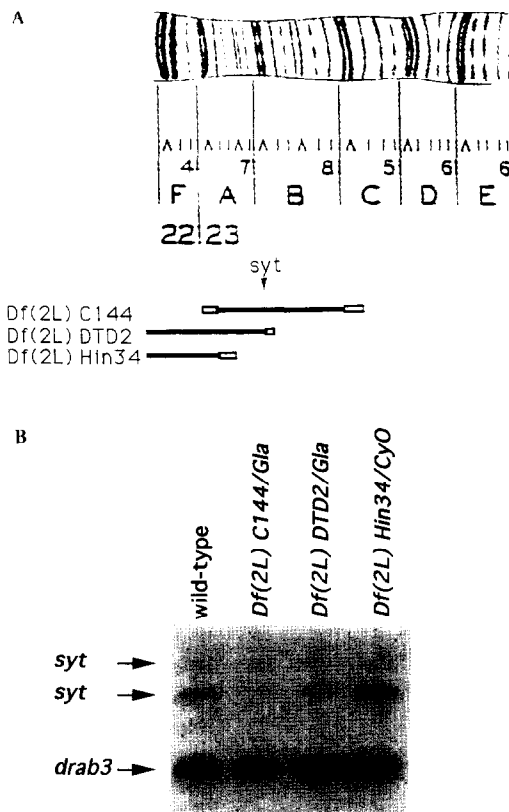 A
A I I A I I A I I A I I A I I I A I I I A I I I
4 7 8 5 6 6
F A B C D E
22 23
syt
Df(2L) C144
Df(2L) DTD2
Df(2L) Hin34
B
wild-type
Df(2L) C144/Gla
Df(2L) DTD2/Gla
Df(2L) Hin34/CyO
syt
syt
drab3